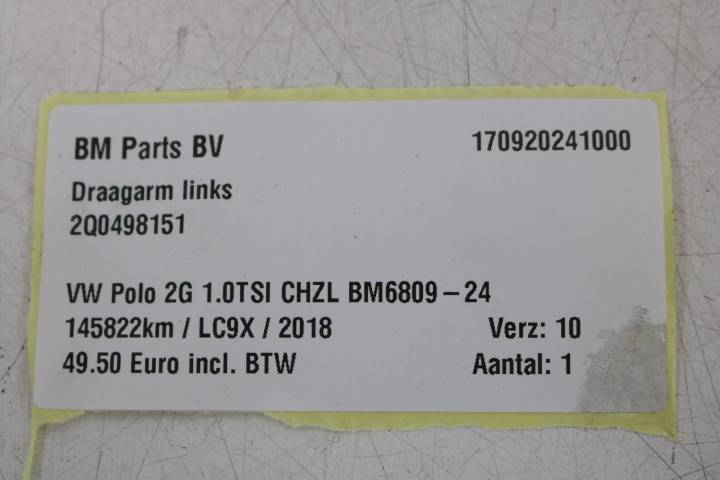 BM Parts BV 170920241000
Draagarm links
2Q0498151
VW Polo 2G 1.0TSI CHZL BM6809-24
145822km / LC9X / 2018 Verz: 10
49.50 Euro incl. BTW Aantal: 1